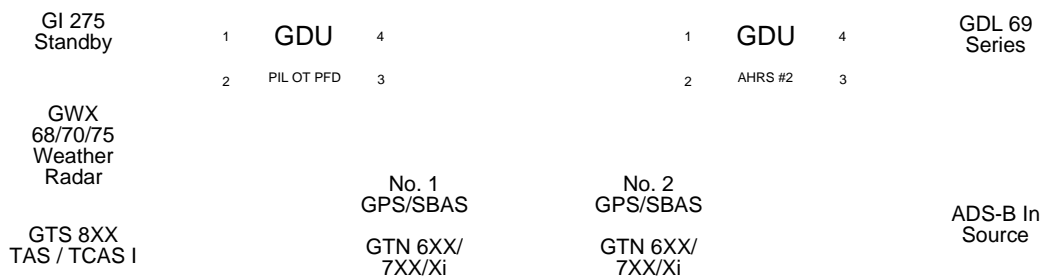 GI 275
Standby
1 GDU 4
2 PIL OT PFD 3
1 GDU 4
2 AHRS #2 3
GDL 69
Series
GWX
68/70/75
Weather
Radar
No. 1
GPS/SBAS
No. 2
GPS/SBAS
ADS-B In
Source
GTS 8XX
TAS / TCAS I
GTN 6XX/
7XX/Xi
GTN 6XX/
7XX/Xi